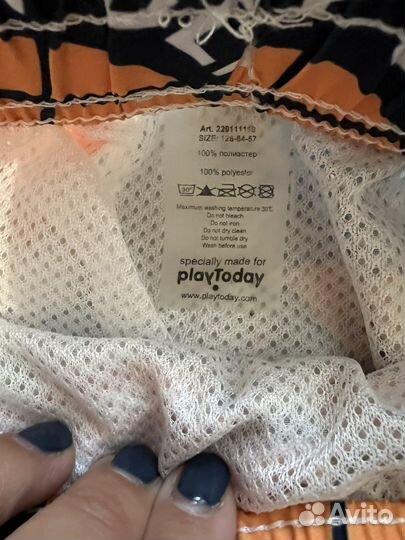 Art. 220111119
SIZE: 128-64-57
100% полиэстер
100% polyester
30°
Maximum washing temperature 30°C
Do not bleach
Do not iron
Do not dry clean
Do not tumble dry
Wash before use
specially made for
playToday
www.playtoday.com
Avito